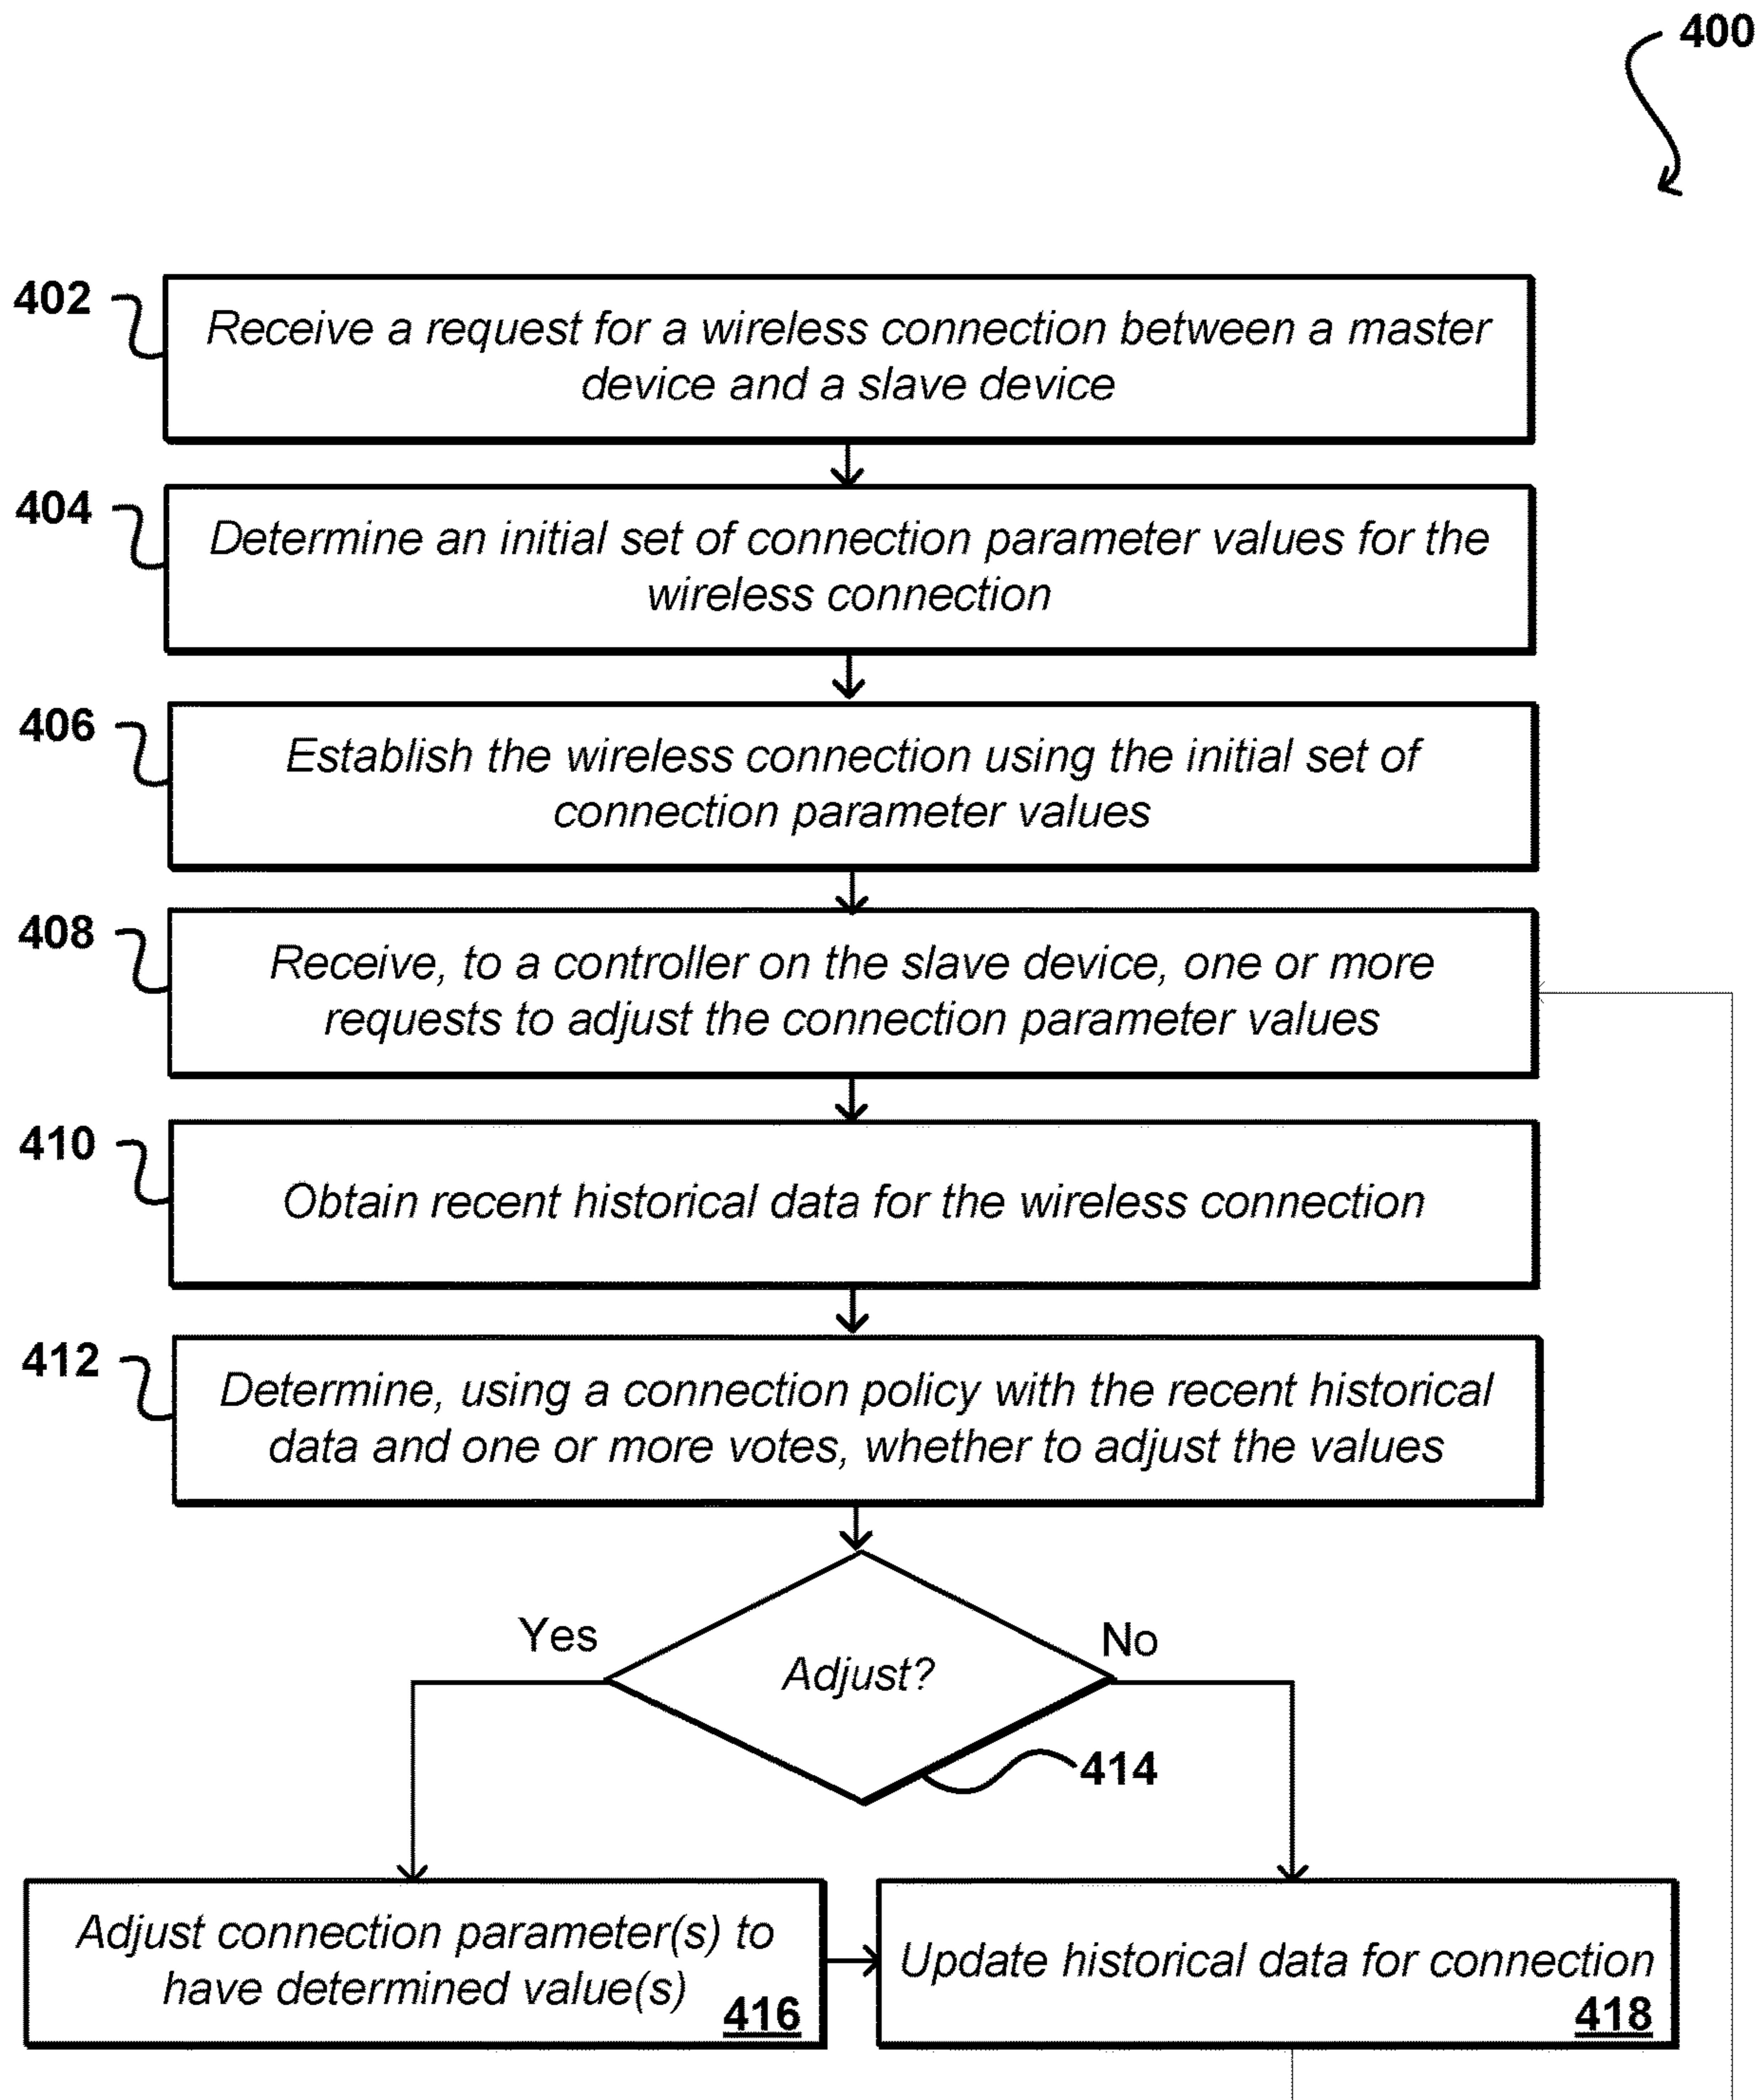 400
402
Receive a request for a wireless connection between a master
device and a slave device
404
Determine an initial set of connection parameter values for the
wireless connection
406
Establish the wireless connection using the initial set of
connection parameter values
408
Receive, to a controller on the slave device, one or more
requests to adjust the connection parameter values
410
Obtain recent historical data for the wireless connection
412
Determine, using a connection policy with the recent historical
data and one or more votes, whether to adjust the values
Yes
No
Adjust?
414
Adjust connection parameter(s) to
have determined value(s)
416
Update historical data for connection
418